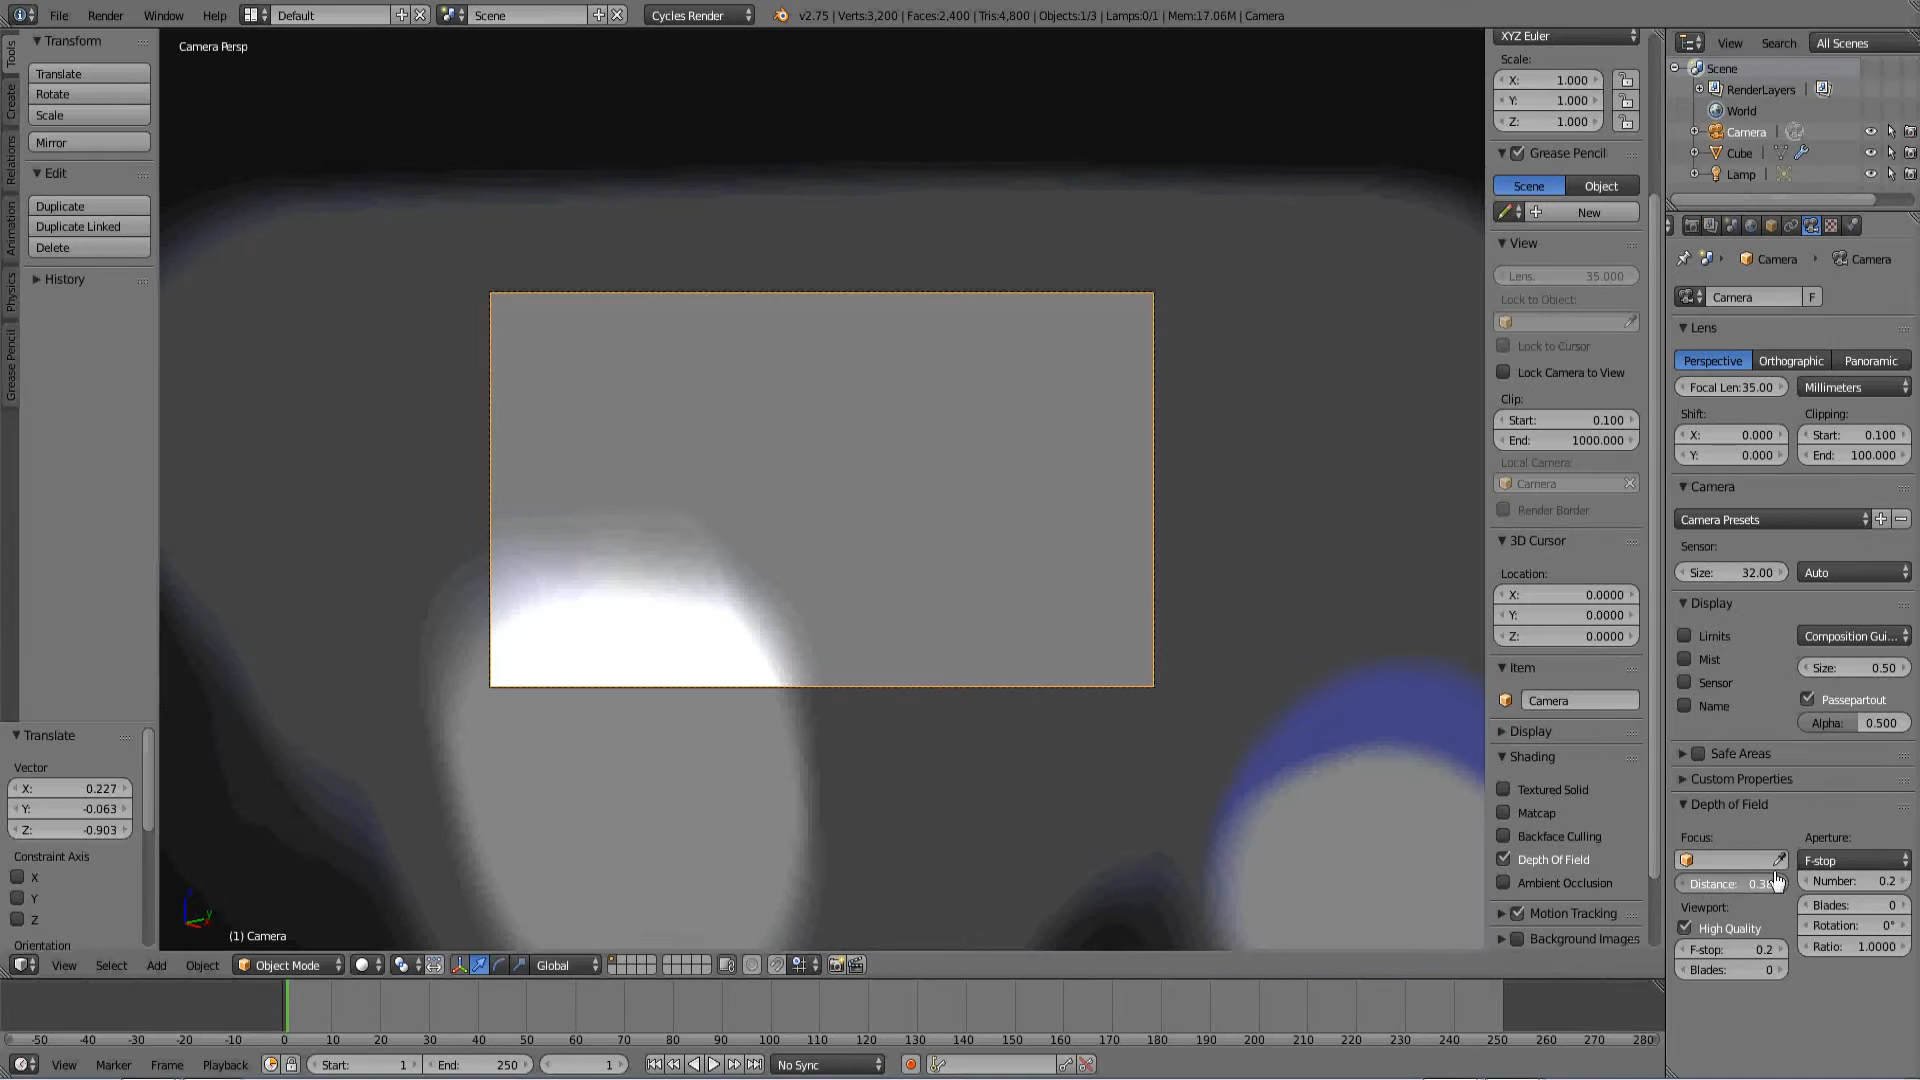 File Render Window Help Default Scene Cycles Render v2.75 | Verts:3,200 | Faces:2,400 | Tris:4,800 | Objects:1/3 | Lamps:0/1 | Mem:17.06M | Camera
Tools
Create
Relations
Animation
Physics
Grease Pencil
Transform
Translate
Rotate
Scale
Mirror
Edit
Duplicate
Duplicate Linked
Delete
History
Translate
Vector
X: 0.227
Y: -0.063
Z: -0.903
Constraint Axis
X
Y
Z
Orientation
Camera Persp
(1) Camera
XYZ Euler
Scale:
X: 1.000
Y: 1.000
Z: 1.000
Grease Pencil
Scene Object
New
View
Lens: 35.000
Lock to Object:
Lock to Cursor
Lock Camera to View
Clip:
Start: 0.100
End: 1000.000
Local Camera:
Camera
Render Border
3D Cursor
Location:
X: 0.0000
Y: 0.0000
Z: 0.0000
Item
Camera
Display
Shading
Textured Solid
Matcap
Backface Culling
Depth Of Field
Ambient Occlusion
Motion Tracking
Background Images
View Search All Scenes
Scene
RenderLayers
World
Camera
Cube
Lamp
Camera Camera
Camera F
Lens
Perspective Orthographic Panoramic
Focal Len:35.00 Millimeters
Shift: Clipping:
X: 0.000 Start: 0.100
Y: 0.000 End: 100.000
Camera
Camera Presets
Sensor:
Size: 32.00 Auto
Display
Limits Composition Gui...
Mist Size: 0.50
Sensor Passepartout
Name Alpha: 0.500
Safe Areas
Custom Properties
Depth of Field
Focus: Aperture:
F-stop
Distance: Number: 0.2
Viewport: Blades: 0
High Quality Rotation: 0°
F-stop: 0.2 Ratio: 1.0000
Blades: 0
View Select Add Object Object Mode Global
-50 -40 -30 -20 -10 0 10 20 30 40 50 60 70 80 90 100 110 120 130 140 150 160 170 180 190 200 210 220 230 240 250 260 270 280
View Marker Frame Playback Start: 1 End: 250 1 No Sync